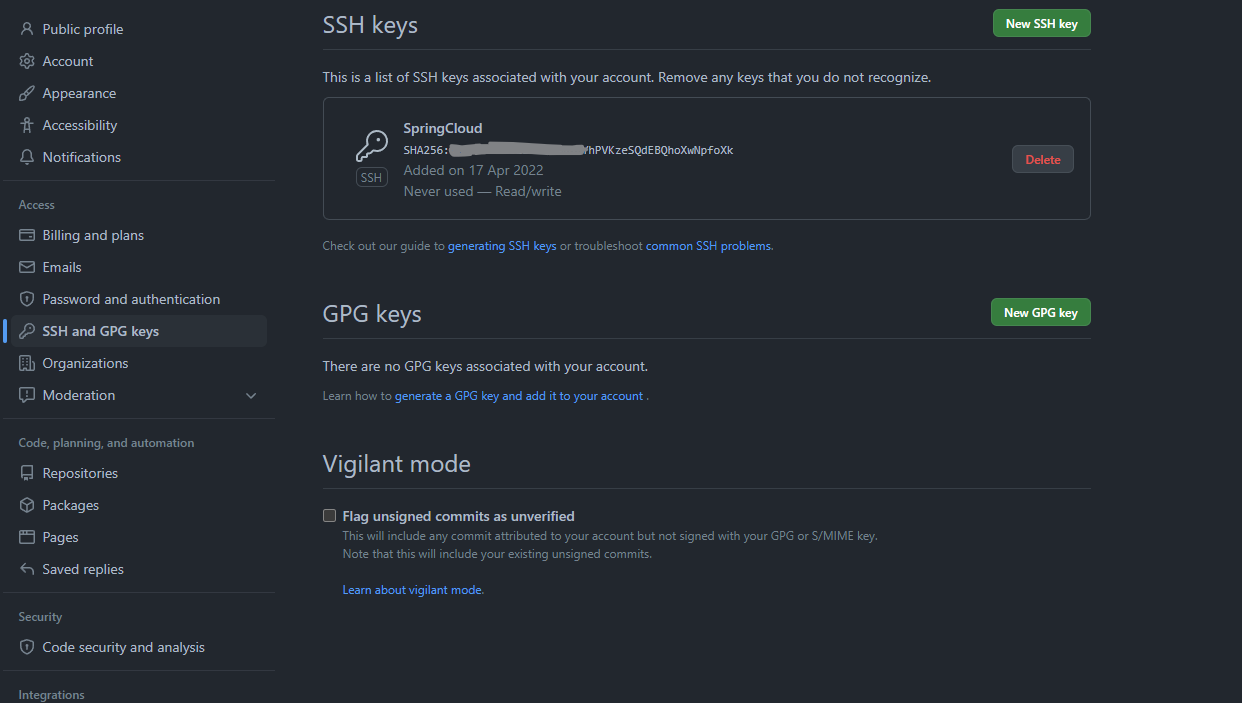 Public profile
Account
Appearance
Accessibility
Notifications
Access
Billing and plans
Emails
Password and authentication
SSH and GPG keys
Organizations
Moderation
Code, planning, and automation
Repositories
Packages
Pages
Saved replies
Security
Code security and analysis
Integrations
SSH keys
New SSH key
This is a list of SSH keys associated with your account. Remove any keys that you do not recognize.
SSH
SpringCloud
SHA256: hPVKzeSQdEBQhoXwNpfoXk
Added on 17 Apr 2022
Never used — Read/write
Delete
Check out our guide to generating SSH keys or troubleshoot common SSH problems.
GPG keys
New GPG key
There are no GPG keys associated with your account.
Learn how to generate a GPG key and add it to your account .
Vigilant mode
Flag unsigned commits as unverified
This will include any commit attributed to your account but not signed with your GPG or S/MIME key.
Note that this will include your existing unsigned commits.
Learn about vigilant mode.